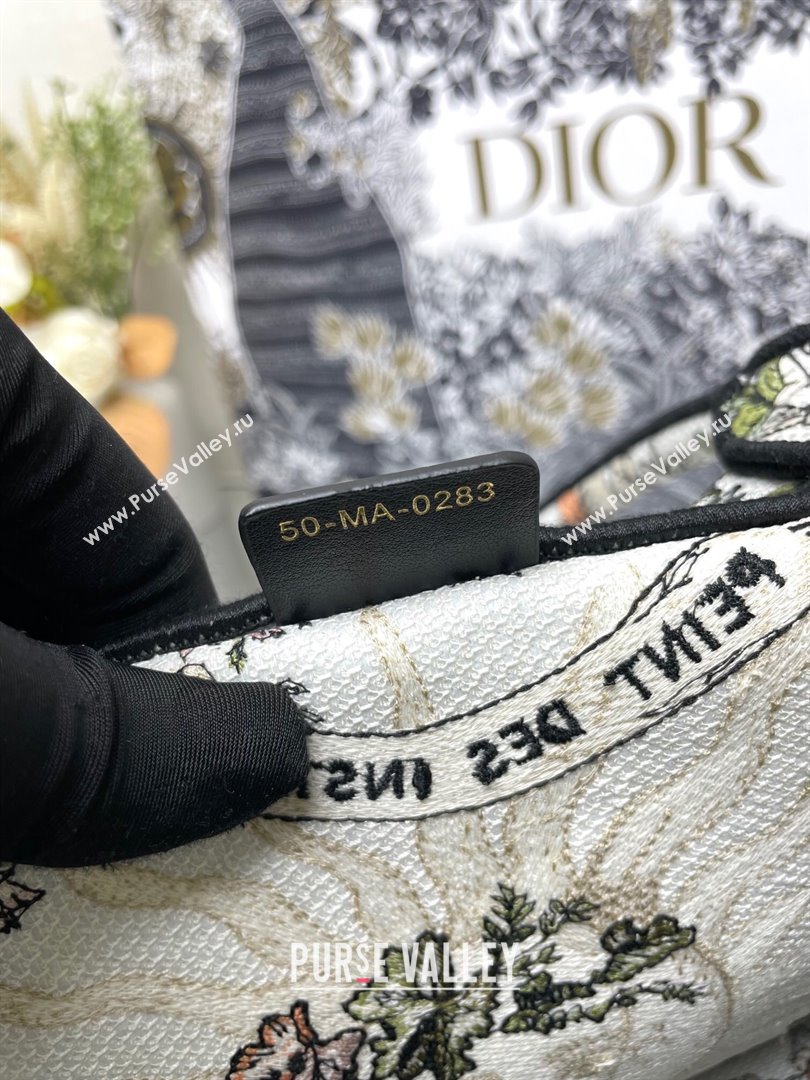 DIOR
www.PurseValley.ru
www.PurseValley.ru
50-MA-0283
PEINT DES INST
PURSE VALLEY